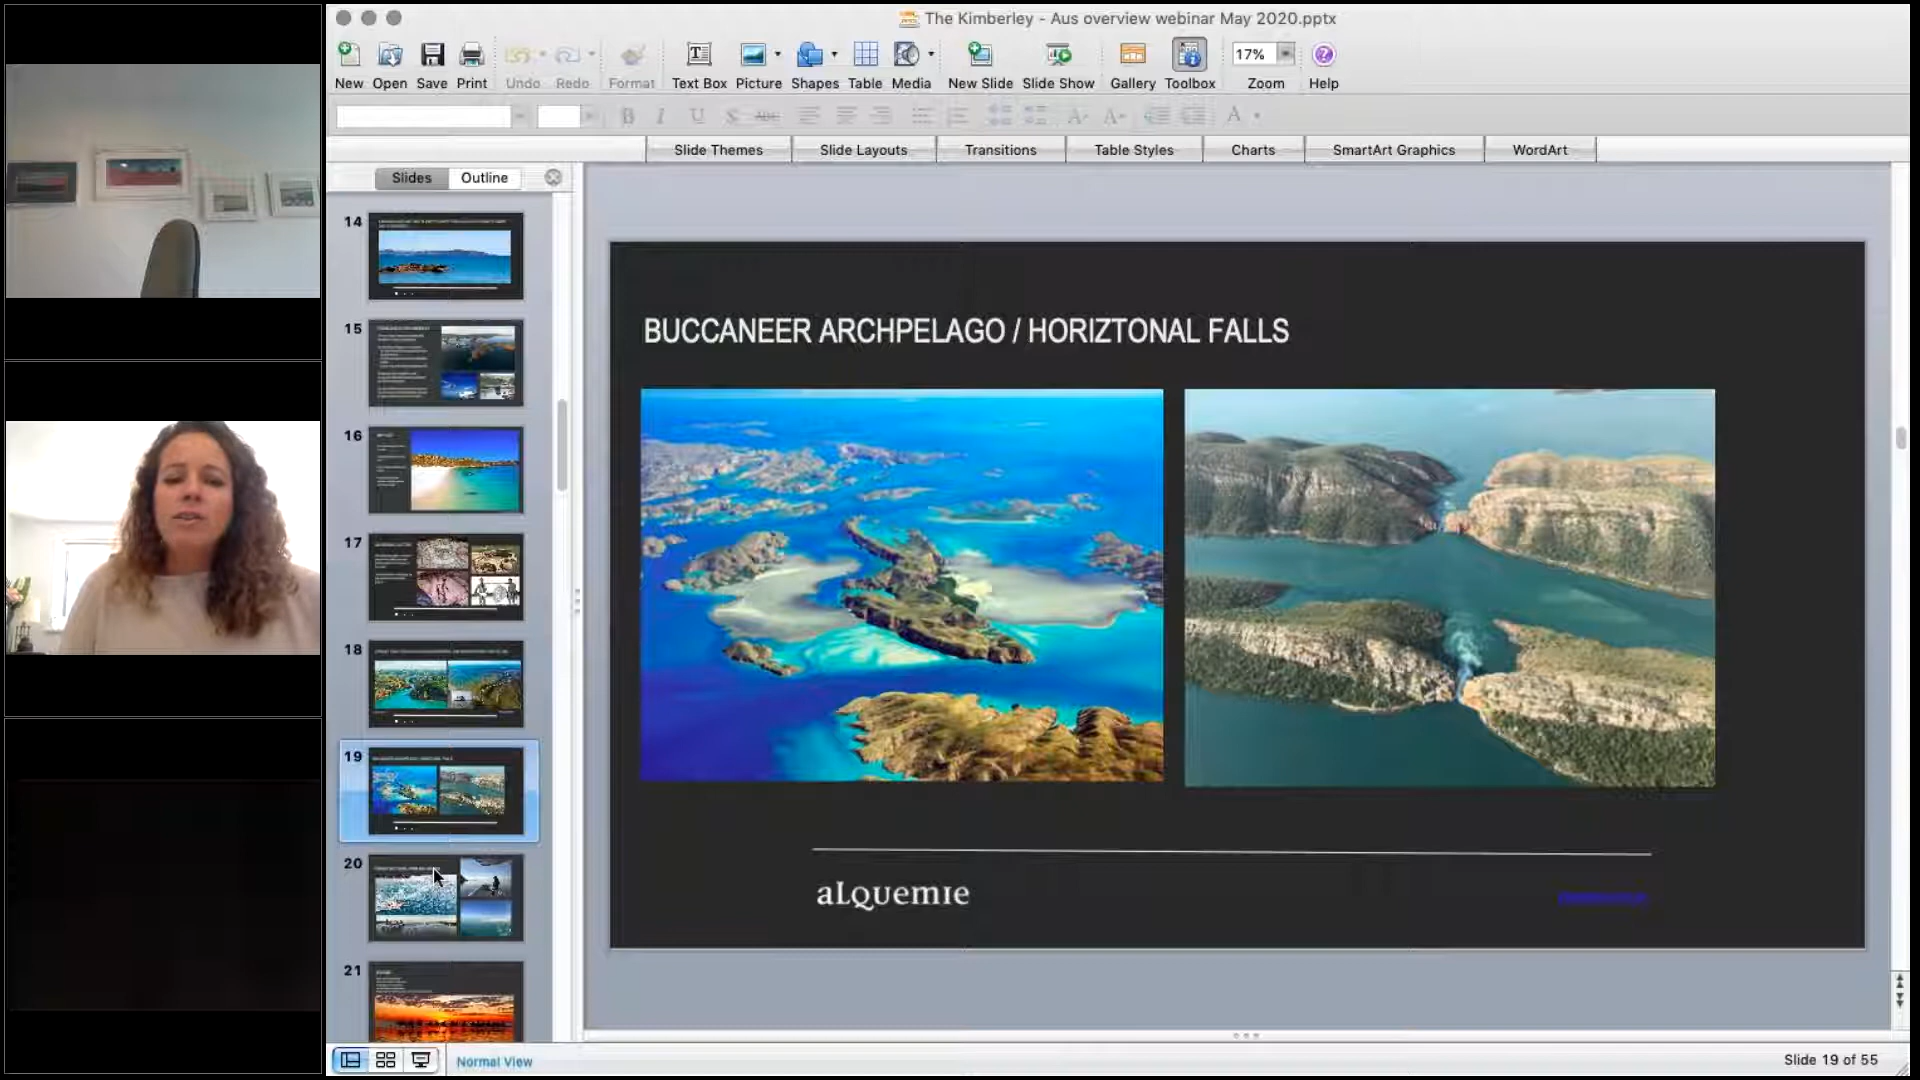 The Kimberley - Aus overview webinar May 2020.pptx
New Open Save Print Undo Redo Format Text Box Picture Shapes Table Media New Slide Slide Show Gallery Toolbox Zoom Help
17%
B I U S ABC A A A
Slide Themes Slide Layouts Transitions Table Styles Charts SmartArt Graphics WordArt
Slides Outline
14
15
16
17
18
19
20
21
BUCCANEER ARCHPELAGO / HORIZTONAL FALLS
aLQuemie
Normal View
Slide 19 of 55